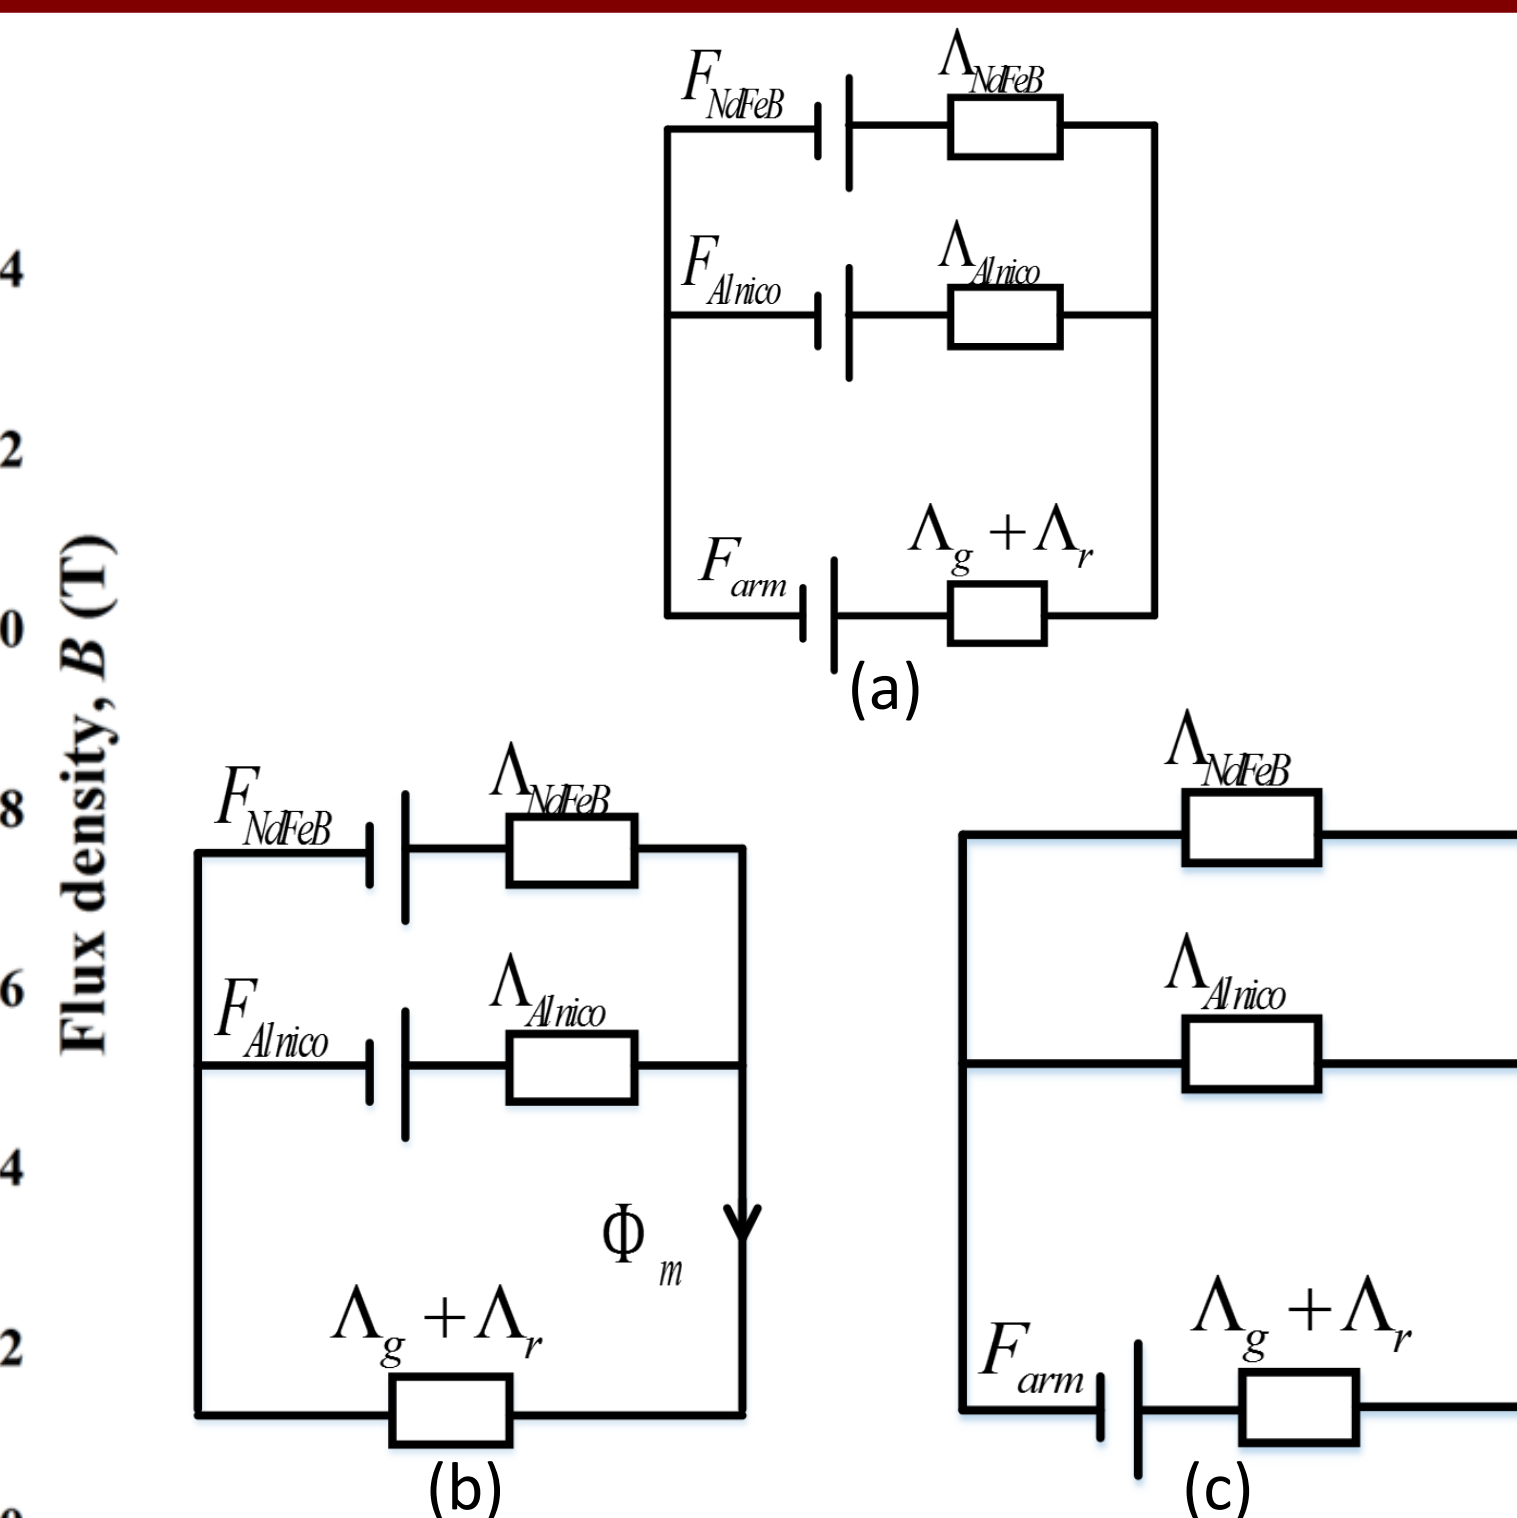 F_NdFeB Λ_NdFeB
F_Alnico Λ_Alnico
F_arm Λ_g + Λ_r
(a)
4
2
0
8
6
4
2
Flux density, B (T)
F_NdFeB Λ_NdFeB
F_Alnico Λ_Alnico
Φ_m
Λ_g + Λ_r
(b)
Λ_NdFeB
Λ_Alnico
F_arm Λ_g + Λ_r
(c)